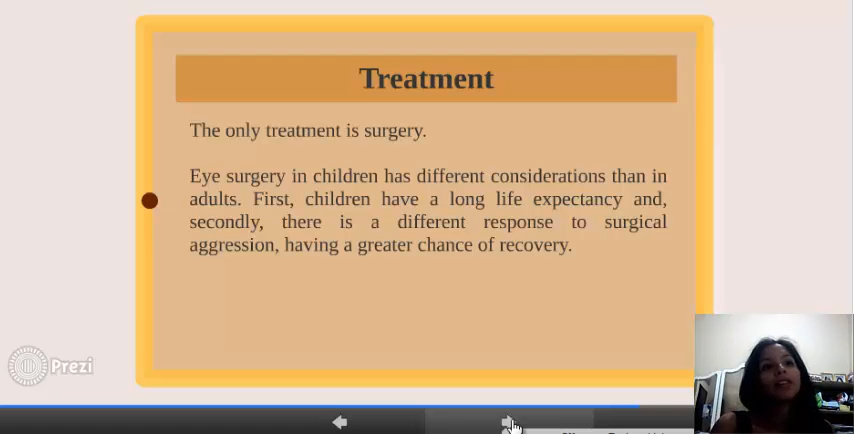 Treatment
The only treatment is surgery.
Eye surgery in children has different considerations than in
adults. First, children have a long life expectancy and,
secondly, there is a different response to surgical
aggression, having a greater chance of recovery.
Prezi